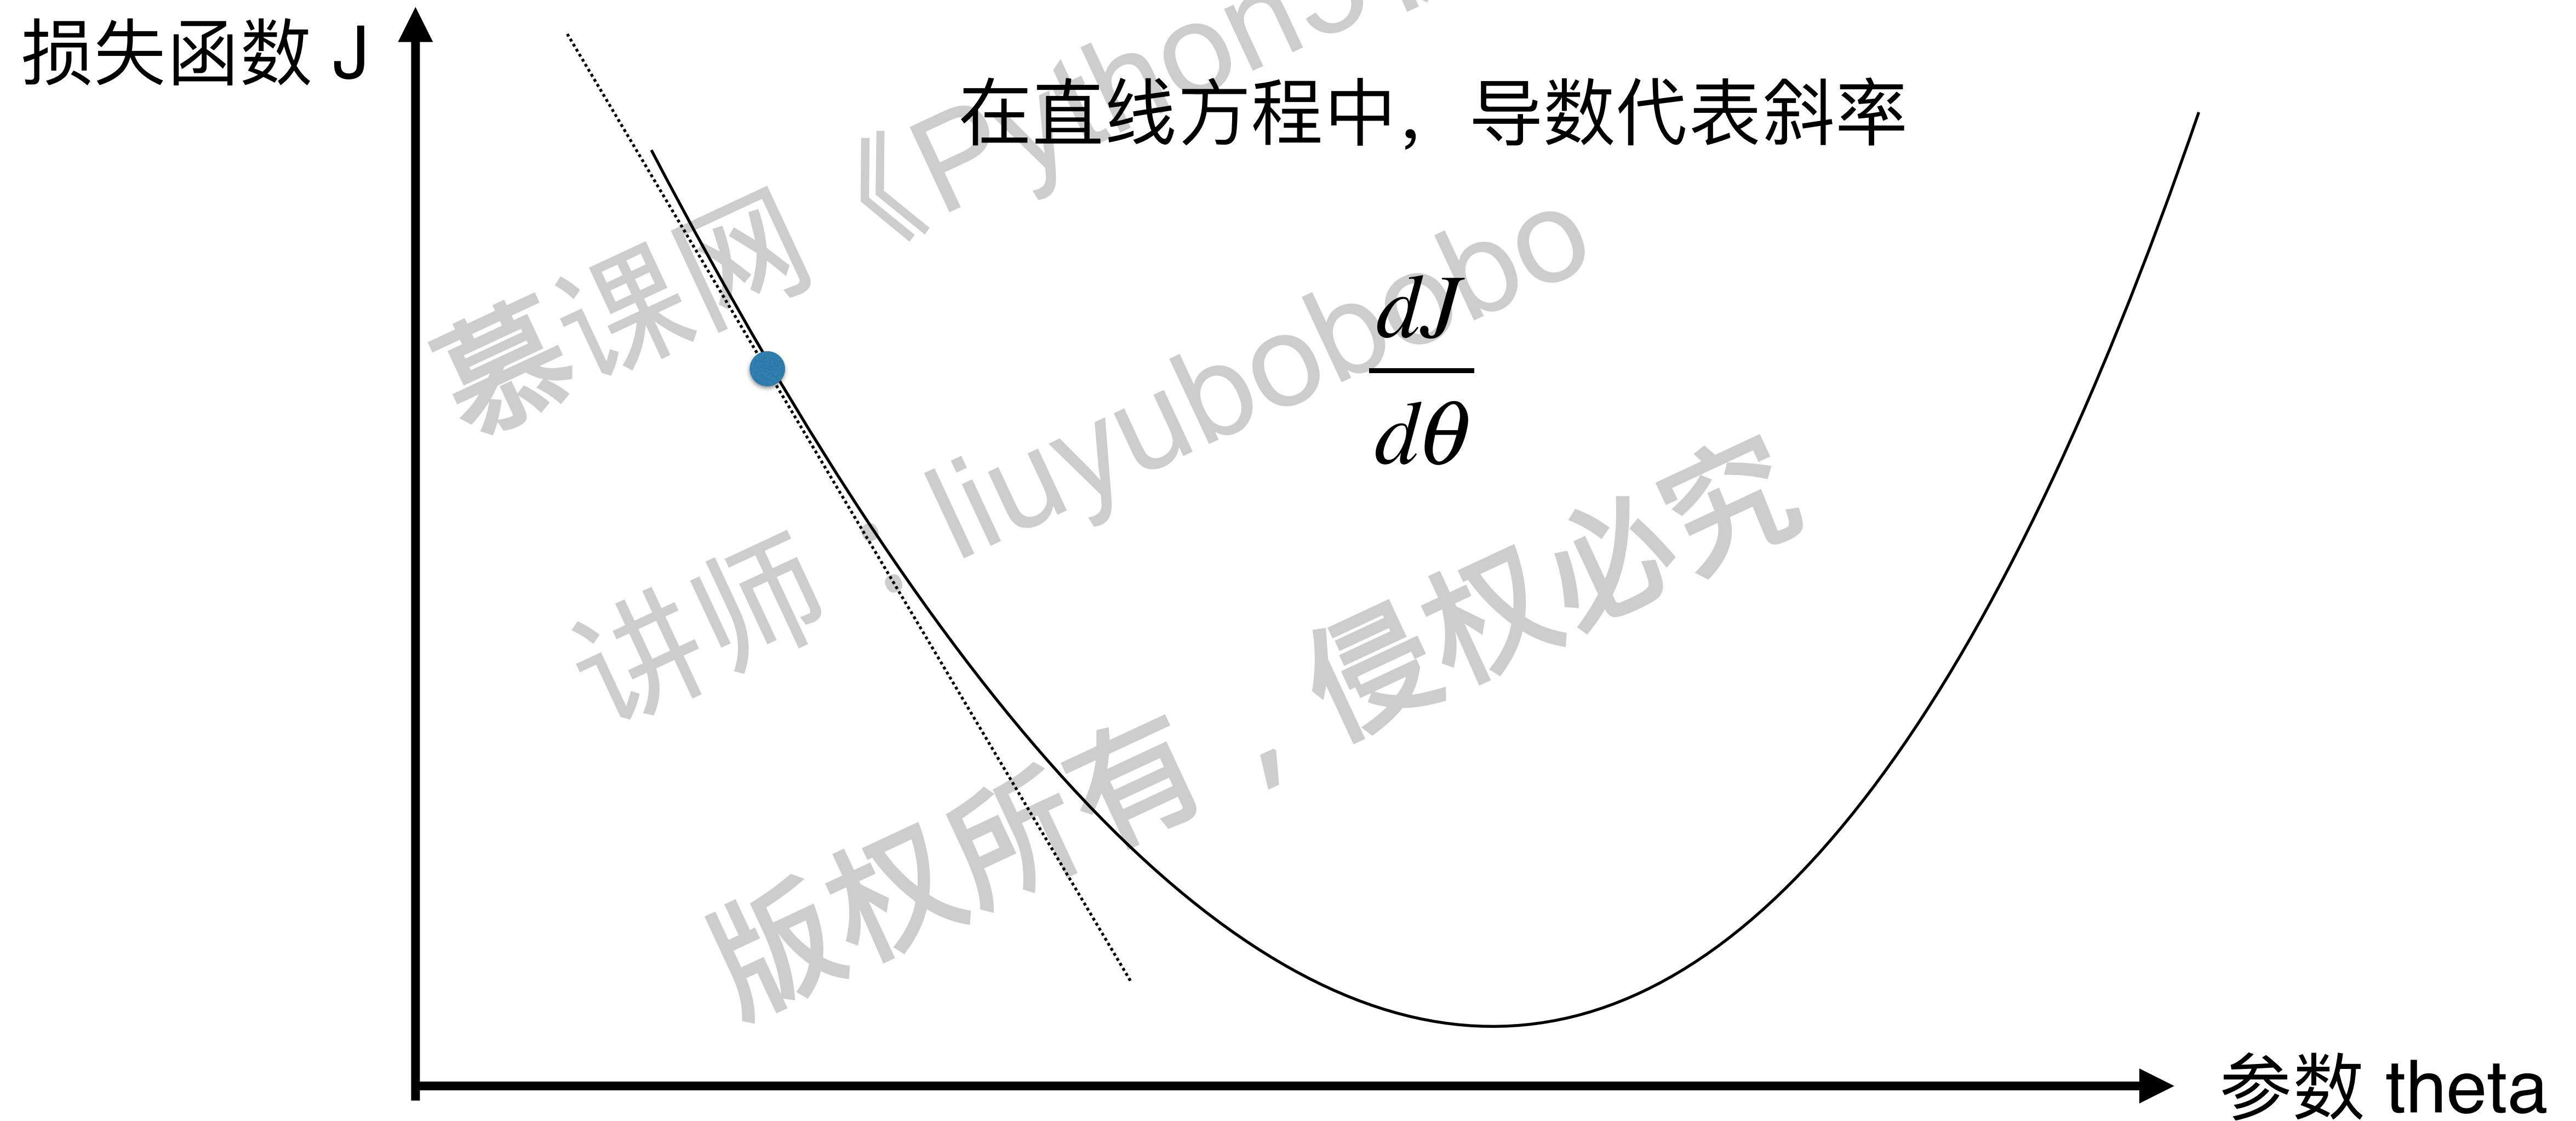 损失函数 J
在直线方程中，导数代表斜率
dJ
dθ
参数 theta
慕课网《Python3
讲师：liuyubobobo
版权所有，侵权必究